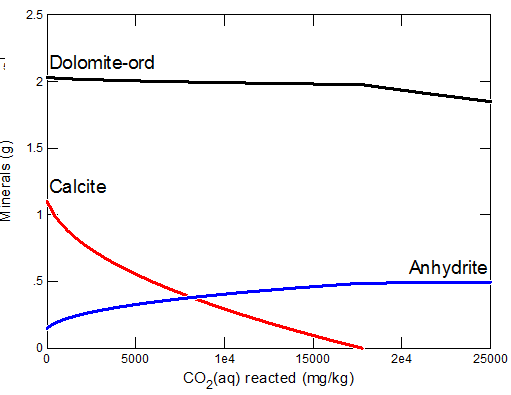 2.5
Dolomite-ord
2
1.5
Minerals (g)
Calcite
1
Anhydrite
.5
0
0 5000 1e4 15000 2e4 25000
CO₂(aq) reacted (mg/kg)